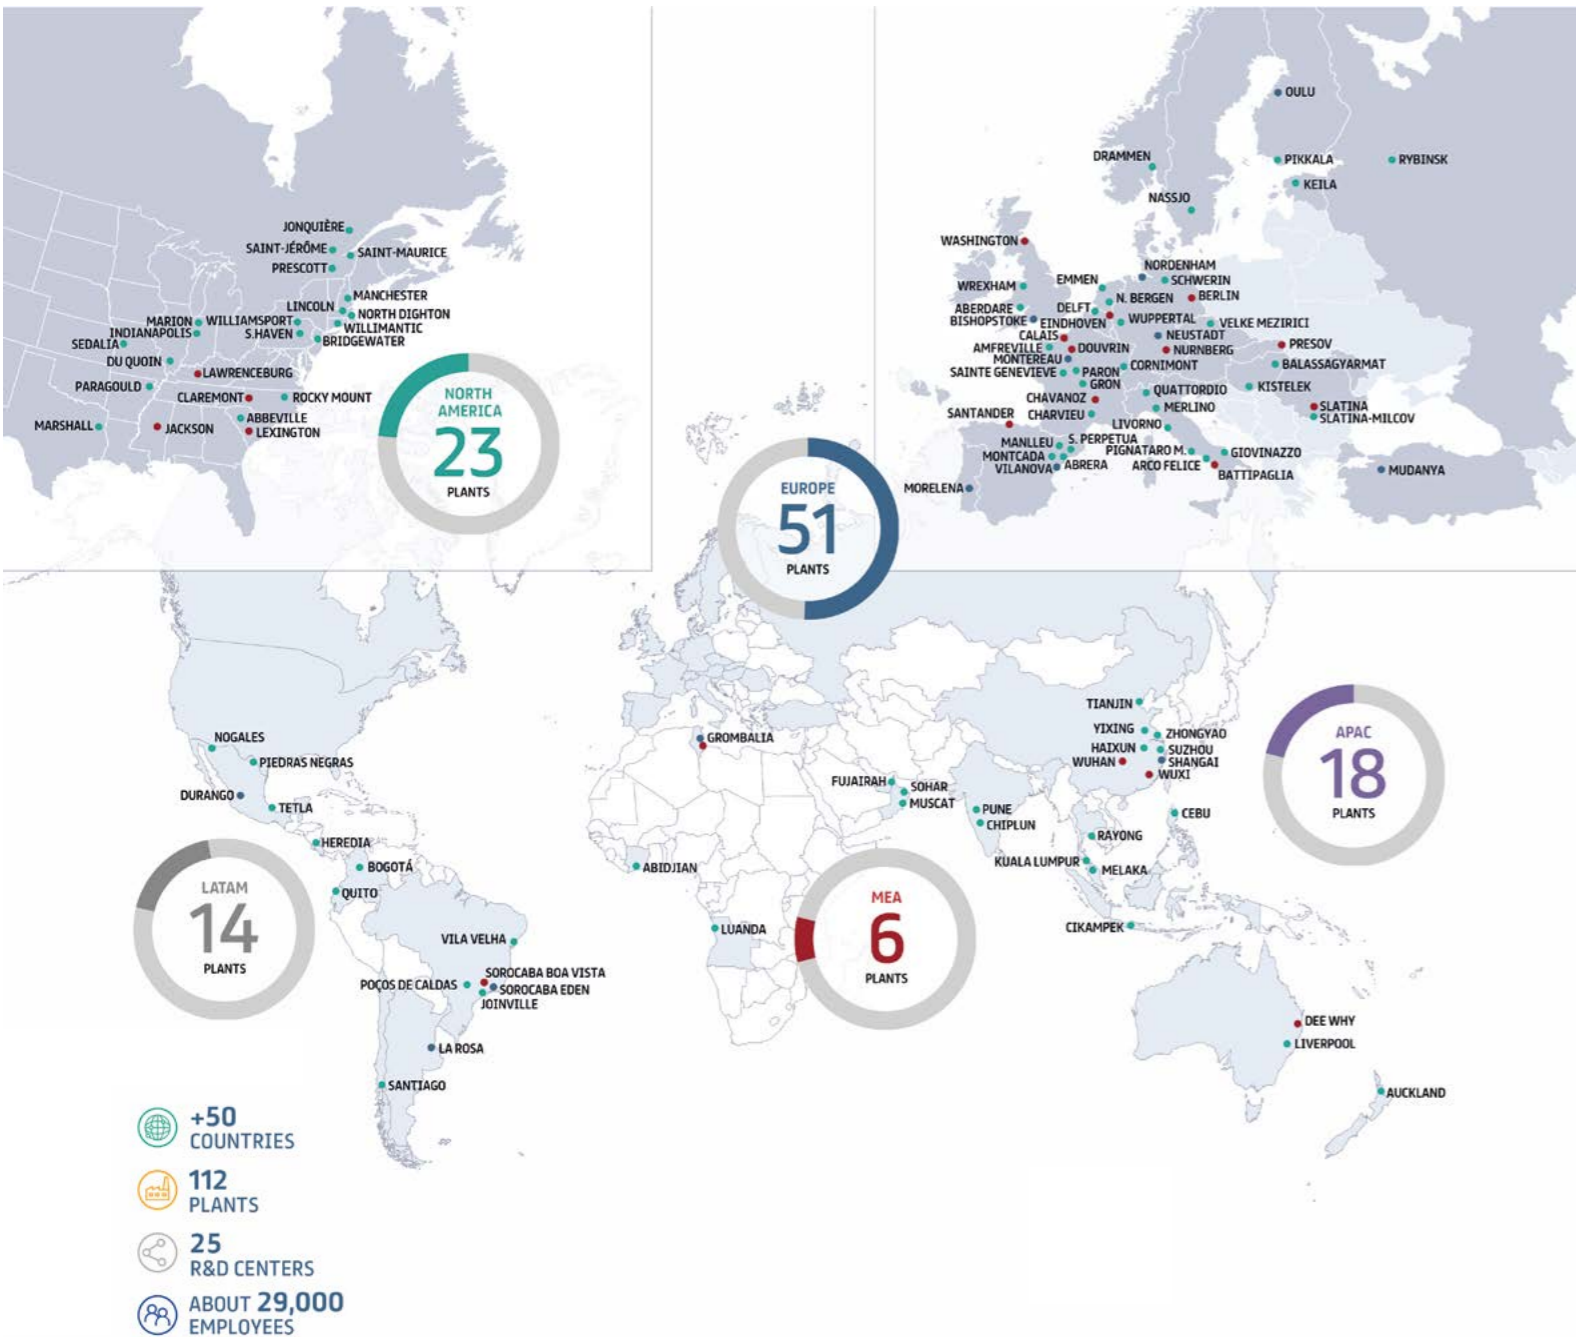 JONQUIÈRE
SAINT-JÉRÔME
SAINT-MAURICE
PRESCOTT
MANCHESTER
LINCOLN
NORTH DIGHTON
MARION
WILLIAMSPORT
WILLIMANTIC
INDIANAPOLIS
S.HAVEN
BRIDGEWATER
SEDALIA
DU QUOIN
LAWRENCEBURG
PARAGOULD
CLAREMONT
ROCKY MOUNT
ABBEVILLE
MARSHALL
JACKSON
LEXINGTON
NORTH
AMERICA
23
PLANTS
OULU
DRAMMEN
PIKKALA
RYBINSK
KEILA
NASSJO
WASHINGTON
NORDENHAM
WREXHAM
EMMEN
SCHWERIN
N. BERGEN
BERLIN
ABERDARE
DELFT
BISHOPSTOKE
EINDHOVEN
WUPPERTAL
VELKE MEZIRICI
CALAIS
NEUSTADT
AMFREVILLE
DOUVRIN
NURNBERG
PRESOV
MONTEREAU
CORNIMONT
BALASSAGYARMAT
SAINTE GENEVIEVE
PARON
GRON
QUATTORDIO
KISTELEK
CHAVANOZ
MERLINO
SLATINA
SANTANDER
CHARVIEU
SLATINA-MILCOV
LIVORNO
MANLLEU
S. PERPETUA
PIGNATARO M.
GIOVINAZZO
MONTCADA
VILANOVA
ABRERA
ARCO FELICE
BATTIPAGLIA
MUDANYA
MORELENA
EUROPE
51
PLANTS
NOGALES
PIEDRAS NEGRAS
DURANGO
TETLA
HEREDIA
BOGOTÁ
QUITO
VILA VELHA
SOROCABA BOA VISTA
POÇOS DE CALDAS
SOROCABA EDEN
JOINVILLE
LA ROSA
SANTIAGO
LATAM
14
PLANTS
GROMBALIA
FUJAIRAH
SOHAR
MUSCAT
ABIDJIAN
LUANDA
MEA
6
PLANTS
TIANJIN
YIXING
ZHONGYAO
HAIXUN
SUZHOU
WUHAN
SHANGAI
WUXI
PUNE
CEBU
CHIPLUN
RAYONG
KUALA LUMPUR
MELAKA
CIKAMPEK
DEE WHY
LIVERPOOL
AUCKLAND
APAC
18
PLANTS
+50
COUNTRIES
112
PLANTS
25
R&D CENTERS
ABOUT 29,000
EMPLOYEES